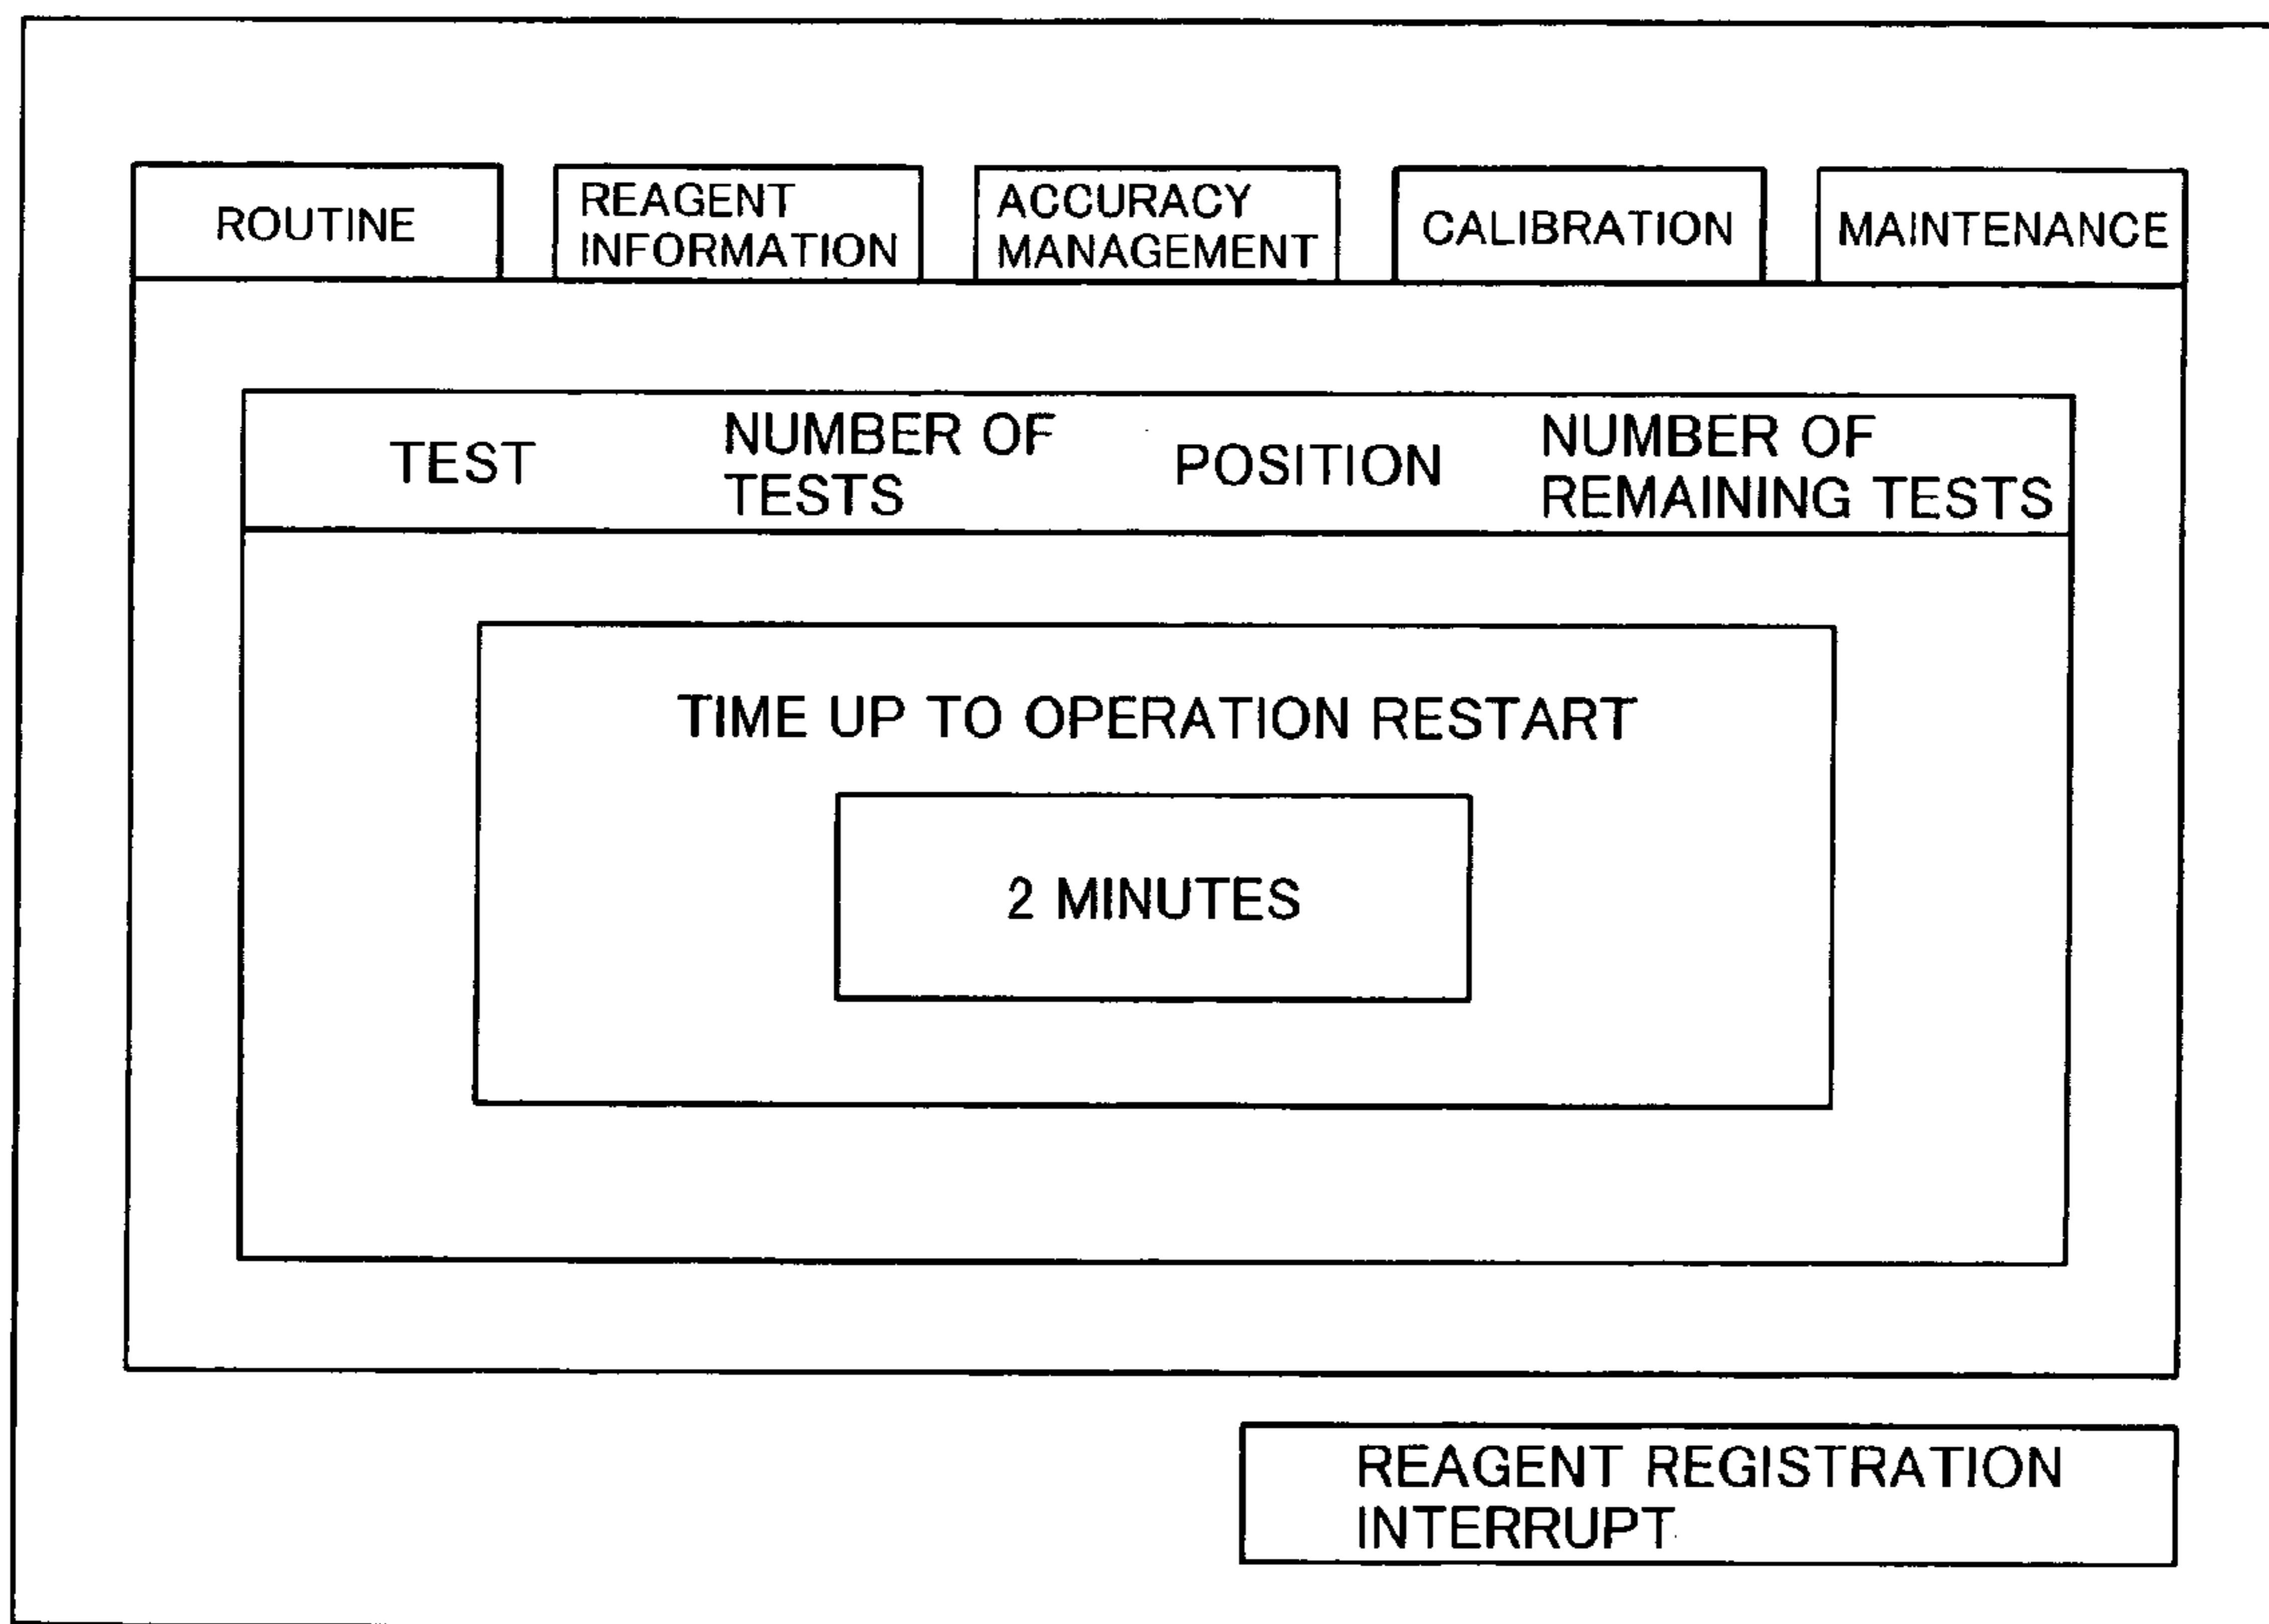 ROUTINE
REAGENT
INFORMATION
ACCURACY
MANAGEMENT
CALIBRATION
MAINTENANCE
TEST
NUMBER OF
TESTS
POSITION
NUMBER OF
REMAINING TESTS
TIME UP TO OPERATION RESTART
2 MINUTES
REAGENT REGISTRATION
INTERRUPT